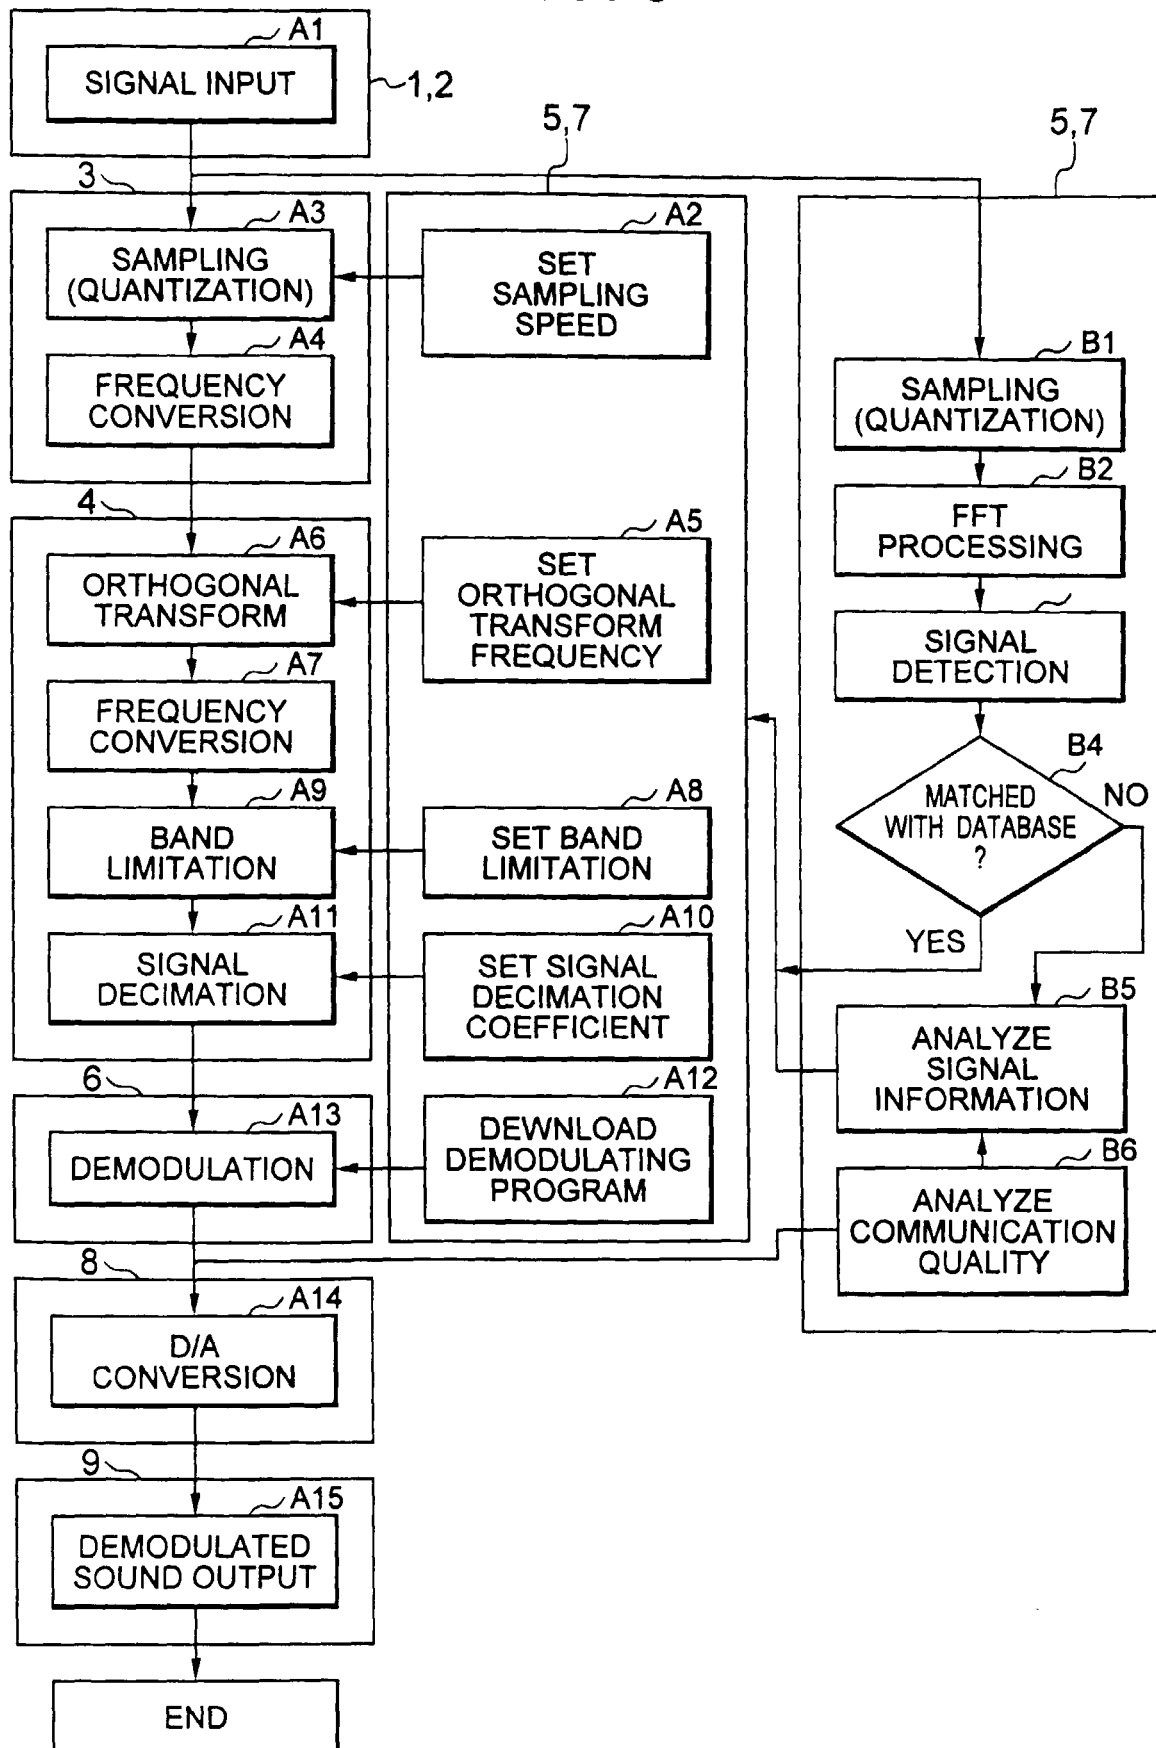 A1
SIGNAL INPUT
1,2
5,7
5,7
3
A3
SAMPLING
(QUANTIZATION)
A2
SET
SAMPLING
SPEED
A4
FREQUENCY
CONVERSION
B1
SAMPLING
(QUANTIZATION)
B2
FFT
PROCESSING
4
A6
ORTHOGONAL
TRANSFORM
A5
SET
ORTHOGONAL
TRANSFORM
FREQUENCY
SIGNAL
DETECTION
A7
FREQUENCY
CONVERSION
B4
MATCHED
WITH DATABASE
?
NO
YES
A9
BAND
LIMITATION
A8
SET BAND
LIMITATION
A11
SIGNAL
DECIMATION
A10
SET SIGNAL
DECIMATION
COEFFICIENT
B5
ANALYZE
SIGNAL
INFORMATION
6
A13
DEMODULATION
A12
DEWNLOAD
DEMODULATING
PROGRAM
B6
ANALYZE
COMMUNICATION
QUALITY
8
A14
D/A
CONVERSION
9
A15
DEMODULATED
SOUND OUTPUT
END